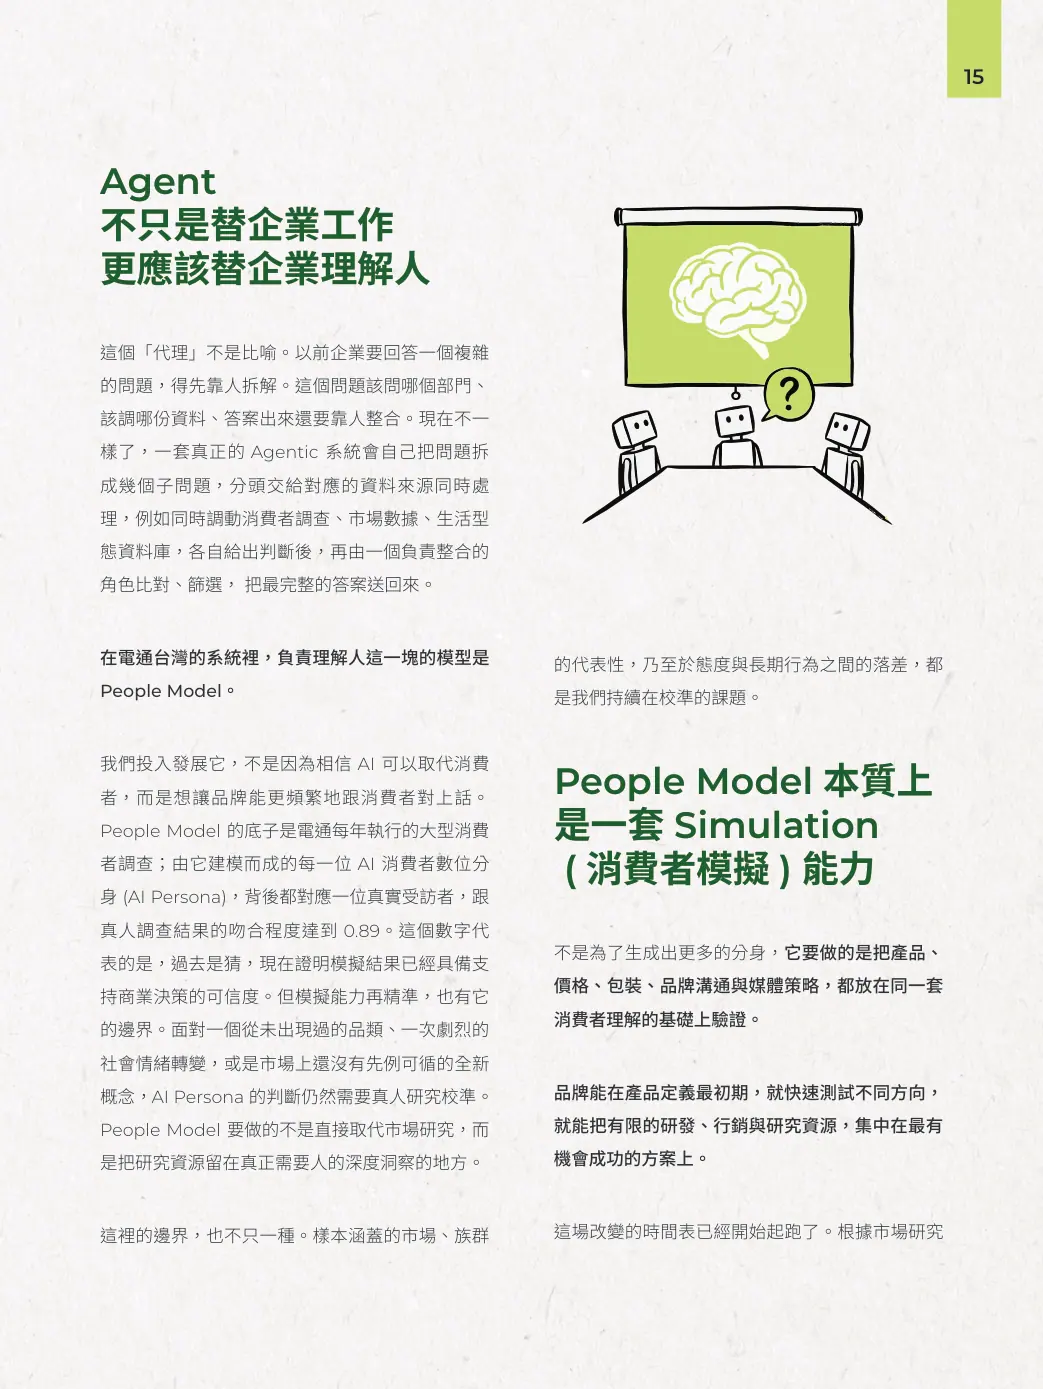 15
Agent
不只是替企業工作
更應該替企業理解人
這個「代理」不是比喻。以前企業要回答一個複雜
的問題，得先靠人拆解。這個問題該問哪個部門、
該調哪份資料、答案出來還要靠人整合。現在不一
樣了，一套真正的 Agentic 系統會自己把問題拆
成幾個子問題，分頭交給對應的資料來源同時處
理，例如同時調動消費者調查、市場數據、生活型
態資料庫，各自給出判斷後，再由一個負責整合的
角色比對、篩選， 把最完整的答案送回來。
在電通台灣的系統裡，負責理解人這一塊的模型是
People Model。
我們投入發展它，不是因為相信 AI 可以取代消費
者，而是想讓品牌能更頻繁地跟消費者對上話。
People Model 的底子是電通每年執行的大型消費
者調查；由它建模而成的每一位 AI 消費者數位分
身 (AI Persona)，背後都對應一位真實受訪者，跟
真人調查結果的吻合程度達到 0.89。這個數字代
表的是，過去是猜，現在證明模擬結果已經具備支
持商業決策的可信度。但模擬能力再精準，也有它
的邊界。面對一個從未出現過的品類、一次劇烈的
社會情緒轉變，或是市場上還沒有先例可循的全新
概念，AI Persona 的判斷仍然需要真人研究校準。
People Model 要做的不是直接取代市場研究，而
是把研究資源留在真正需要人的深度洞察的地方。
這裡的邊界，也不只一種。樣本涵蓋的市場、族群
?
的代表性，乃至於態度與長期行為之間的落差，都
是我們持續在校準的課題。
People Model 本質上
是一套 Simulation
( 消費者模擬 ) 能力
不是為了生成出更多的分身，它要做的是把產品、
價格、包裝、品牌溝通與媒體策略，都放在同一套
消費者理解的基礎上驗證。
品牌能在產品定義最初期，就快速測試不同方向，
就能把有限的研發、行銷與研究資源，集中在最有
機會成功的方案上。
這場改變的時間表已經開始起跑了。根據市場研究